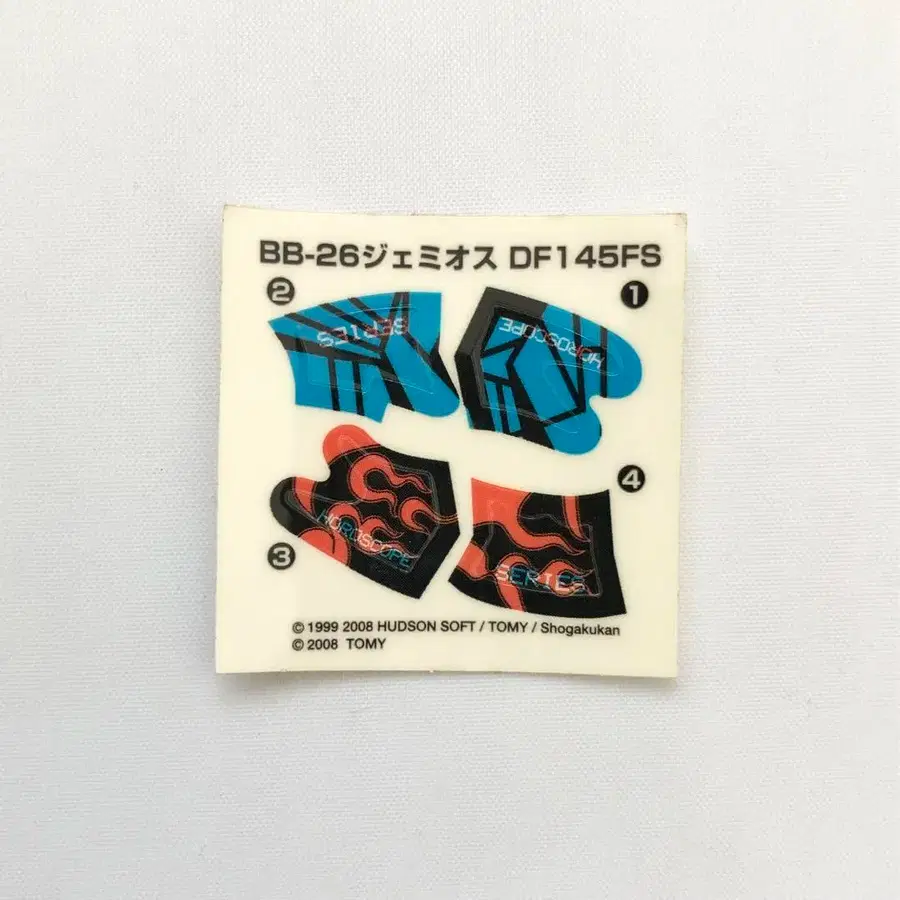 BB-26ジェミオス DF145FS
2
1
SERIES
HOROSCOPE
4
HOROSCOPE
SERIES
3
© 1999 2008 HUDSON SOFT / TOMY / Shogakukan
© 2008 TOMY